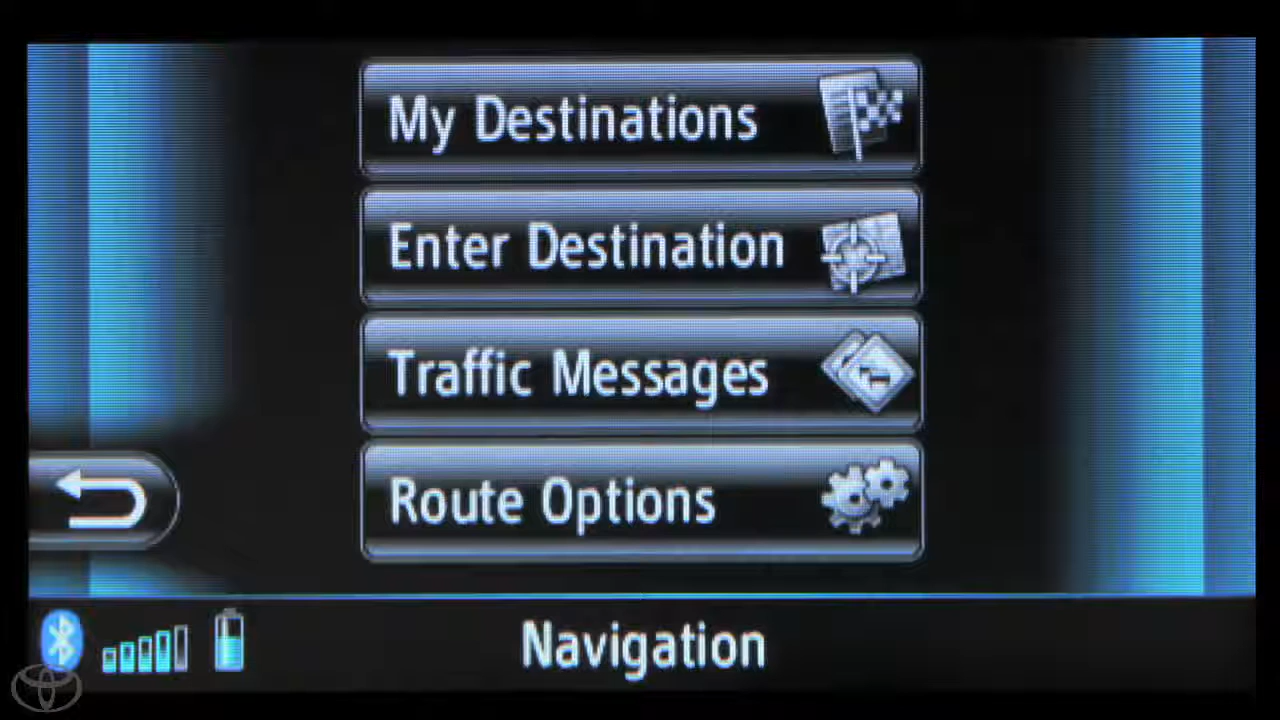 My Destinations
Enter Destination
Traffic Messages
Route Options
Navigation